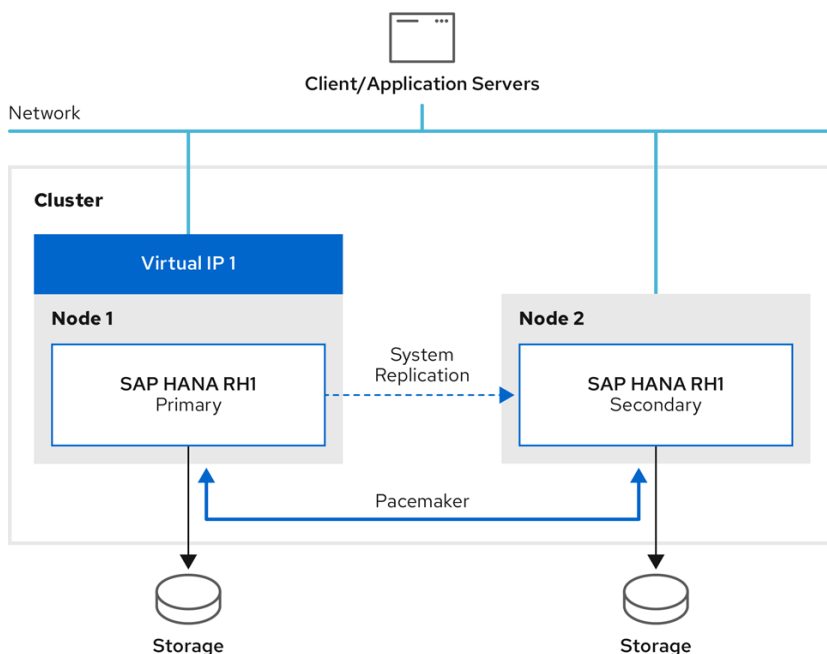 Client/Application Servers
Network
Cluster
Virtual IP 1
Node 1
Node 2
System
Replication
SAP HANA RH1
Primary
SAP HANA RH1
Secondary
Pacemaker
Storage
Storage